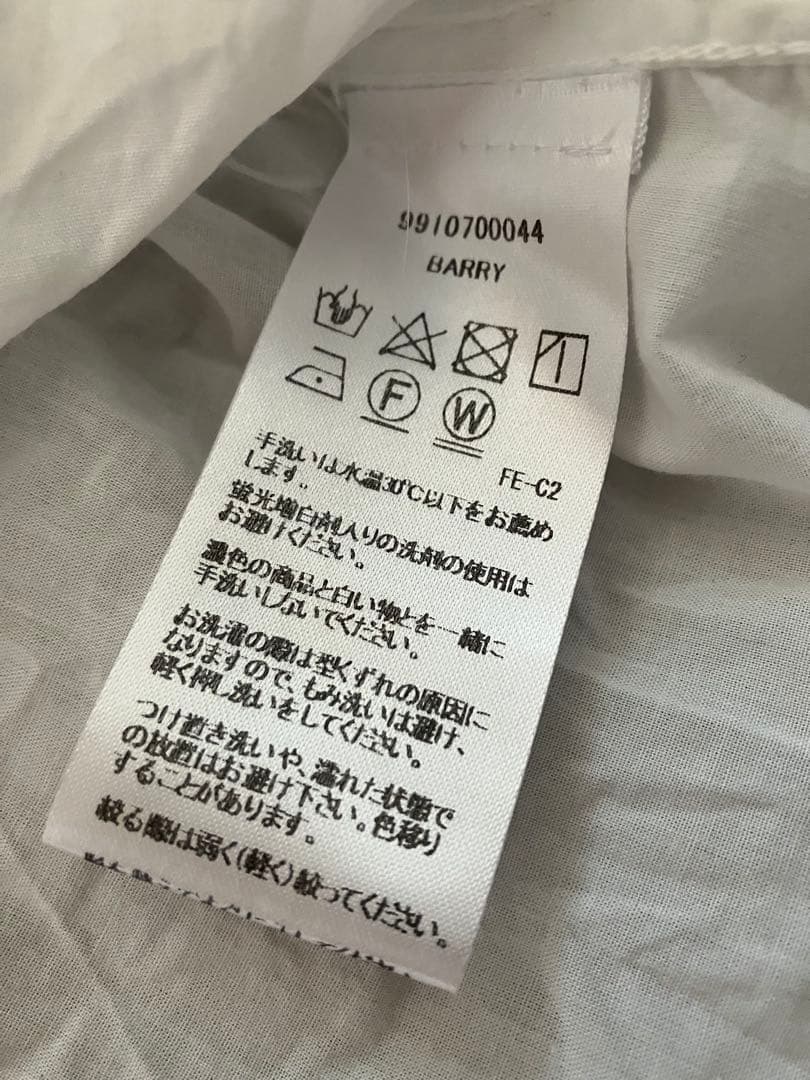 9910700044
BARRY
F
W
FE-C2
手洗いは水温30℃以下をお薦め
します。
蛍光増白剤入りの洗剤の使用は
お避けください。
濃色の商品と白い物とを一緒に
手洗いしないでください。
お洗濯の際は型くずれの原因に
なりますので、もみ洗いは避け、
軽く押し洗いをしてください。
つけ置き洗いや、濡れた状態で
の放置はお避け下さい。色移り
することがあります。
絞る際は弱く(軽く)絞ってください。